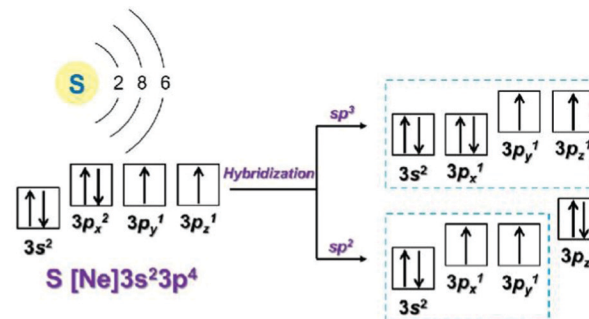 S 2 8 6
3s² 3pₓ² 3pᵧ¹ 3p_z¹
S [Ne]3s²3p⁴
Hybridization
sp³
3s² 3pₓ¹ 3pᵧ¹ 3p_z¹
sp²
3s² 3pₓ¹ 3pᵧ¹
3p_z